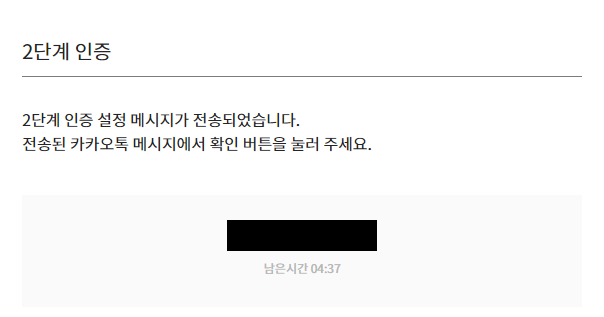 2단계 인증
2단계 인증 설정 메시지가 전송되었습니다.
전송된 카카오톡 메시지에서 확인 버튼을 눌러 주세요.
남은시간 04:37